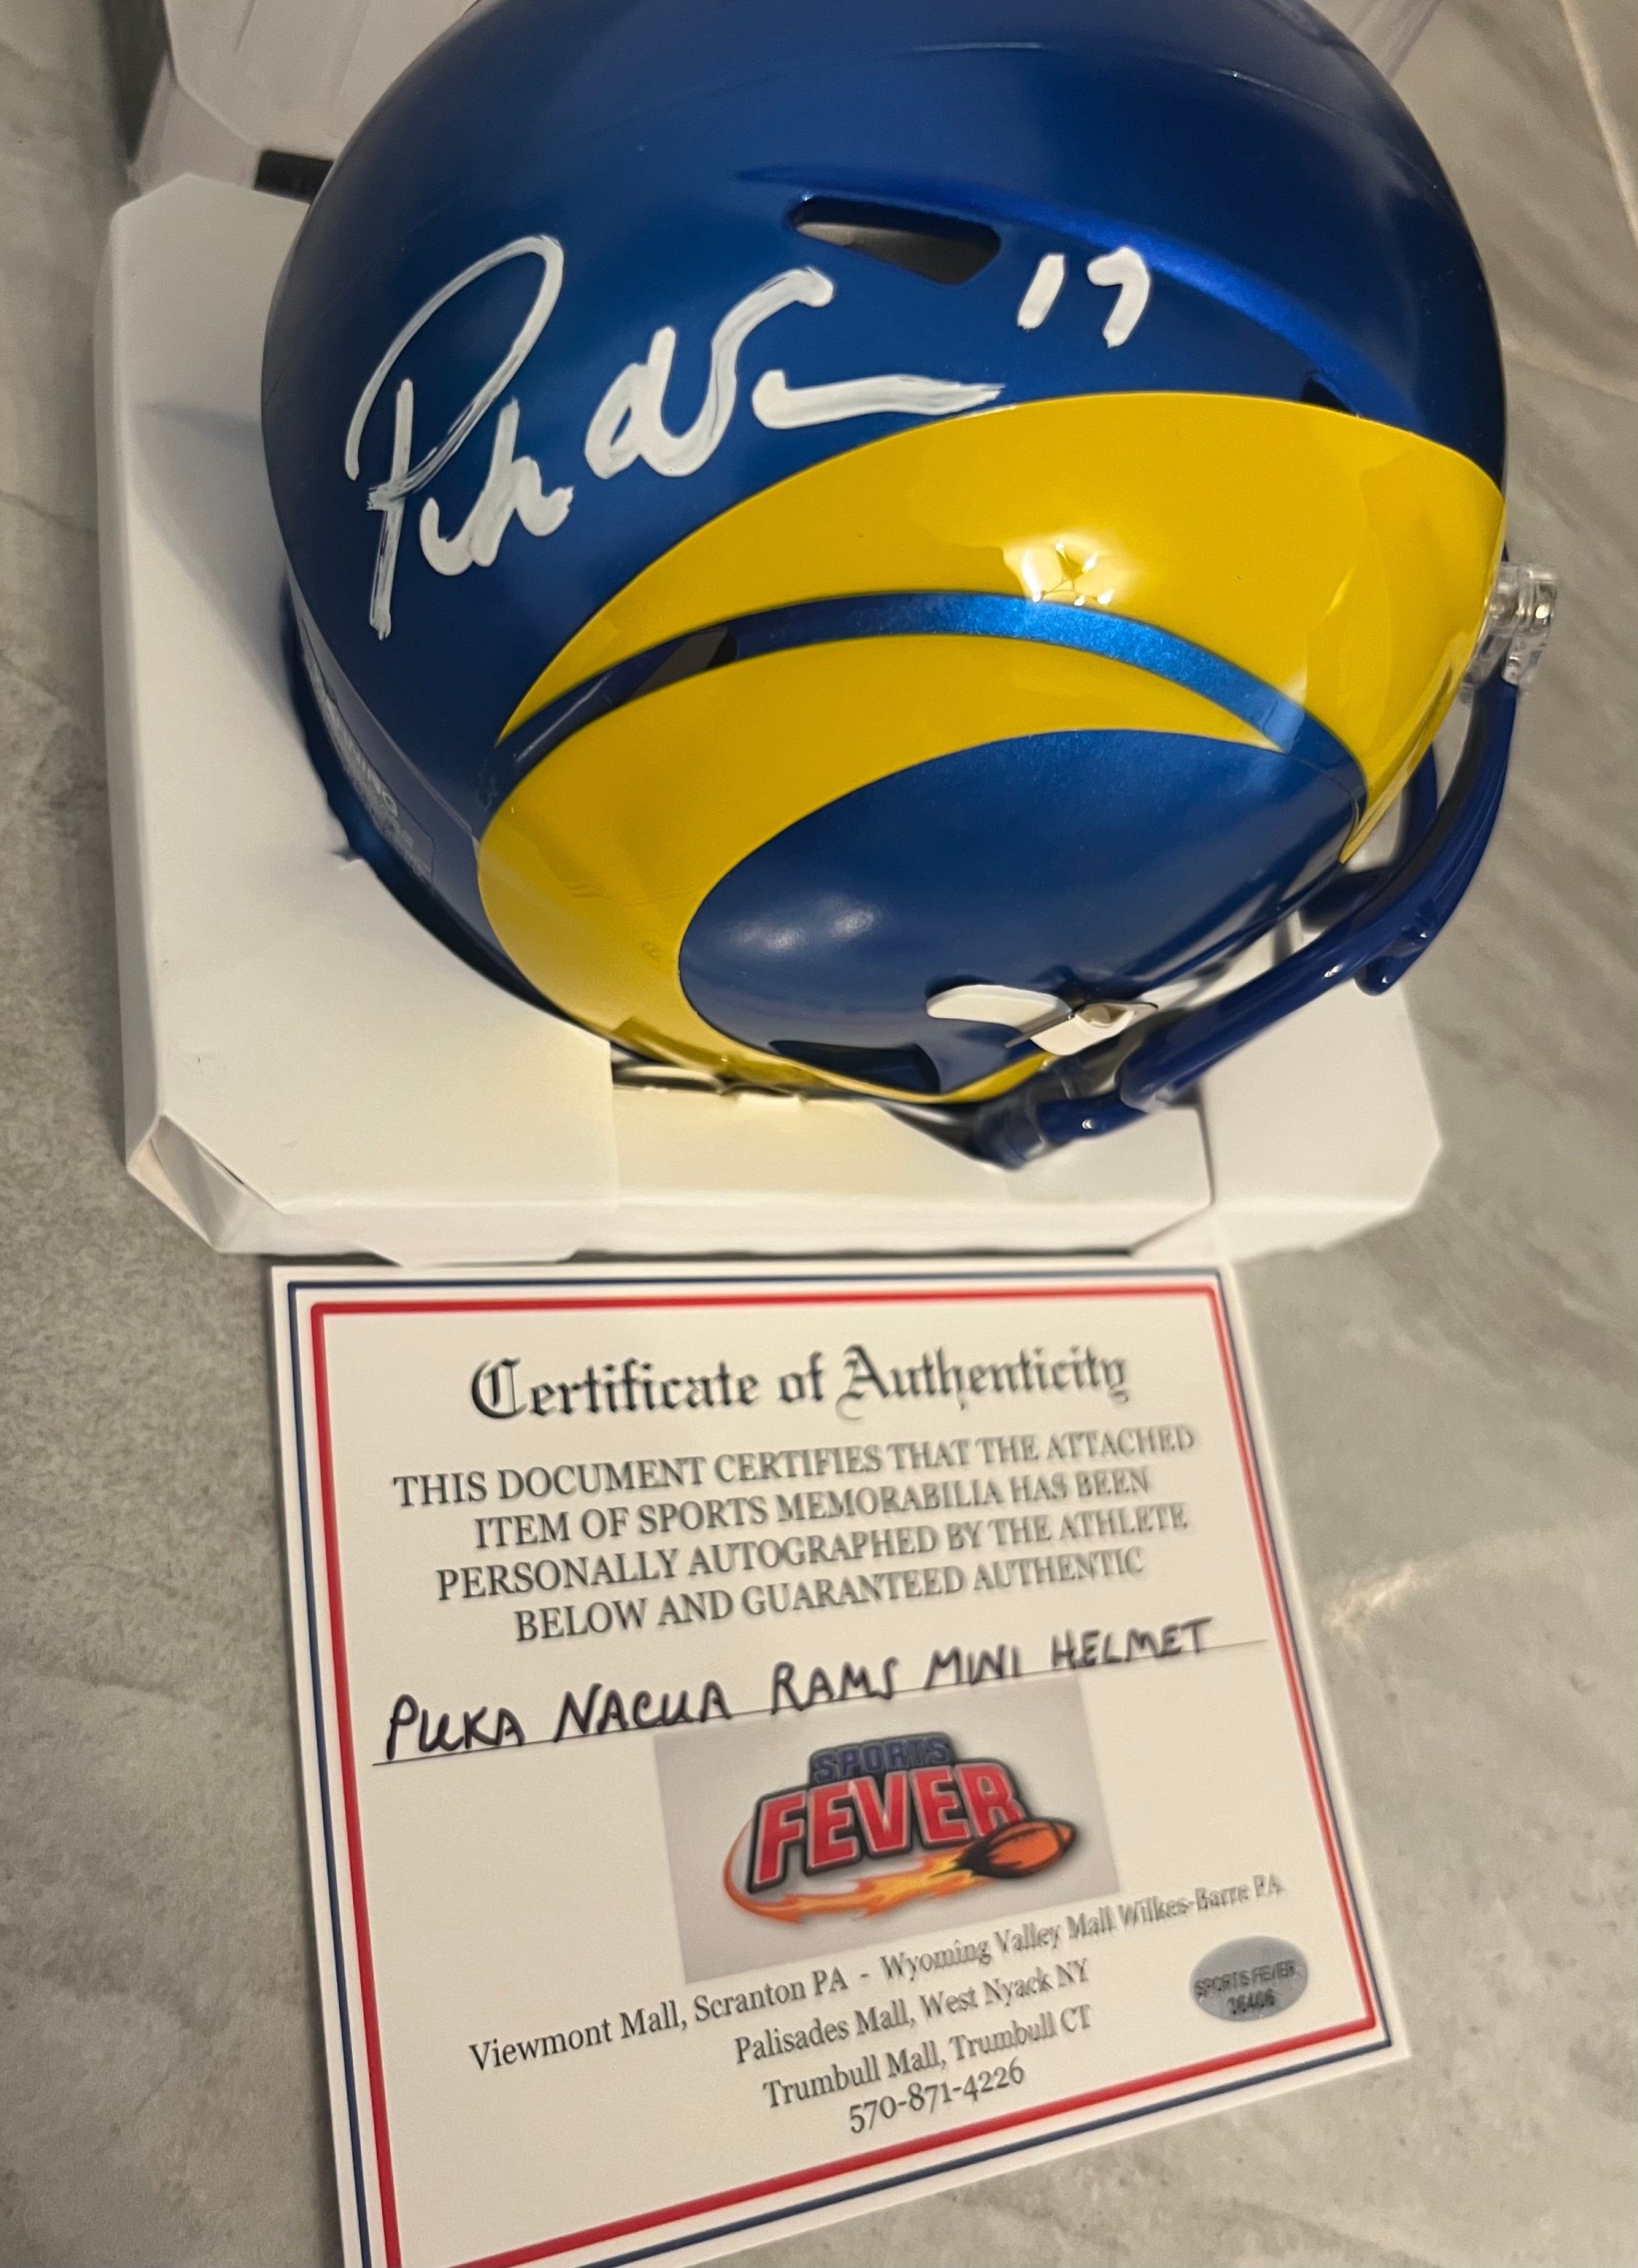 17
Certificate of Authenticity
THIS DOCUMENT CERTIFIES THAT THE ATTACHED
ITEM OF SPORTS MEMORABILIA HAS BEEN
PERSONALLY AUTOGRAPHED BY THE ATHLETE
BELOW AND GUARANTEED AUTHENTIC
PUKA NACUA RAMS MINI HELMET
SPORTS
FEVER
Viewmont Mall, Scranton PA - Wyoming Valley Mall Wilkes-Barre PA
Palisades Mall, West Nyack NY
Trumbull Mall, Trumbull CT
570-871-4226
SPORTS FEVER
36406